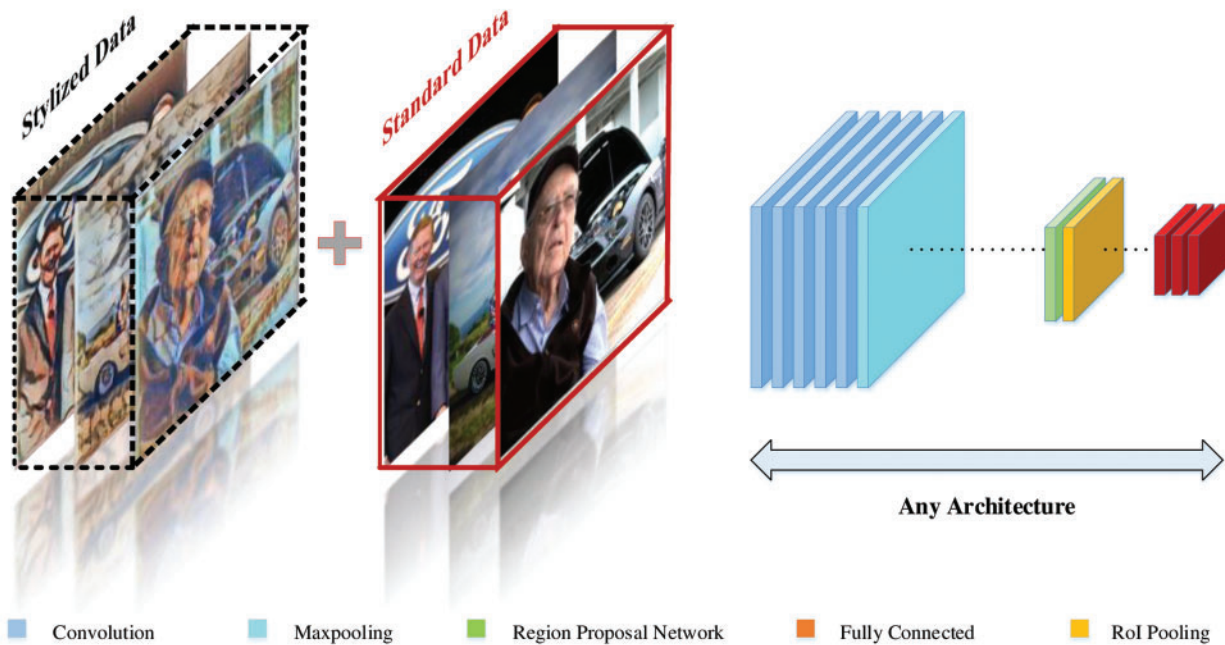 Stylized Data
Standard Data
Any Architecture
Convolution
Maxpooling
Region Proposal Network
Fully Connected
RoI Pooling